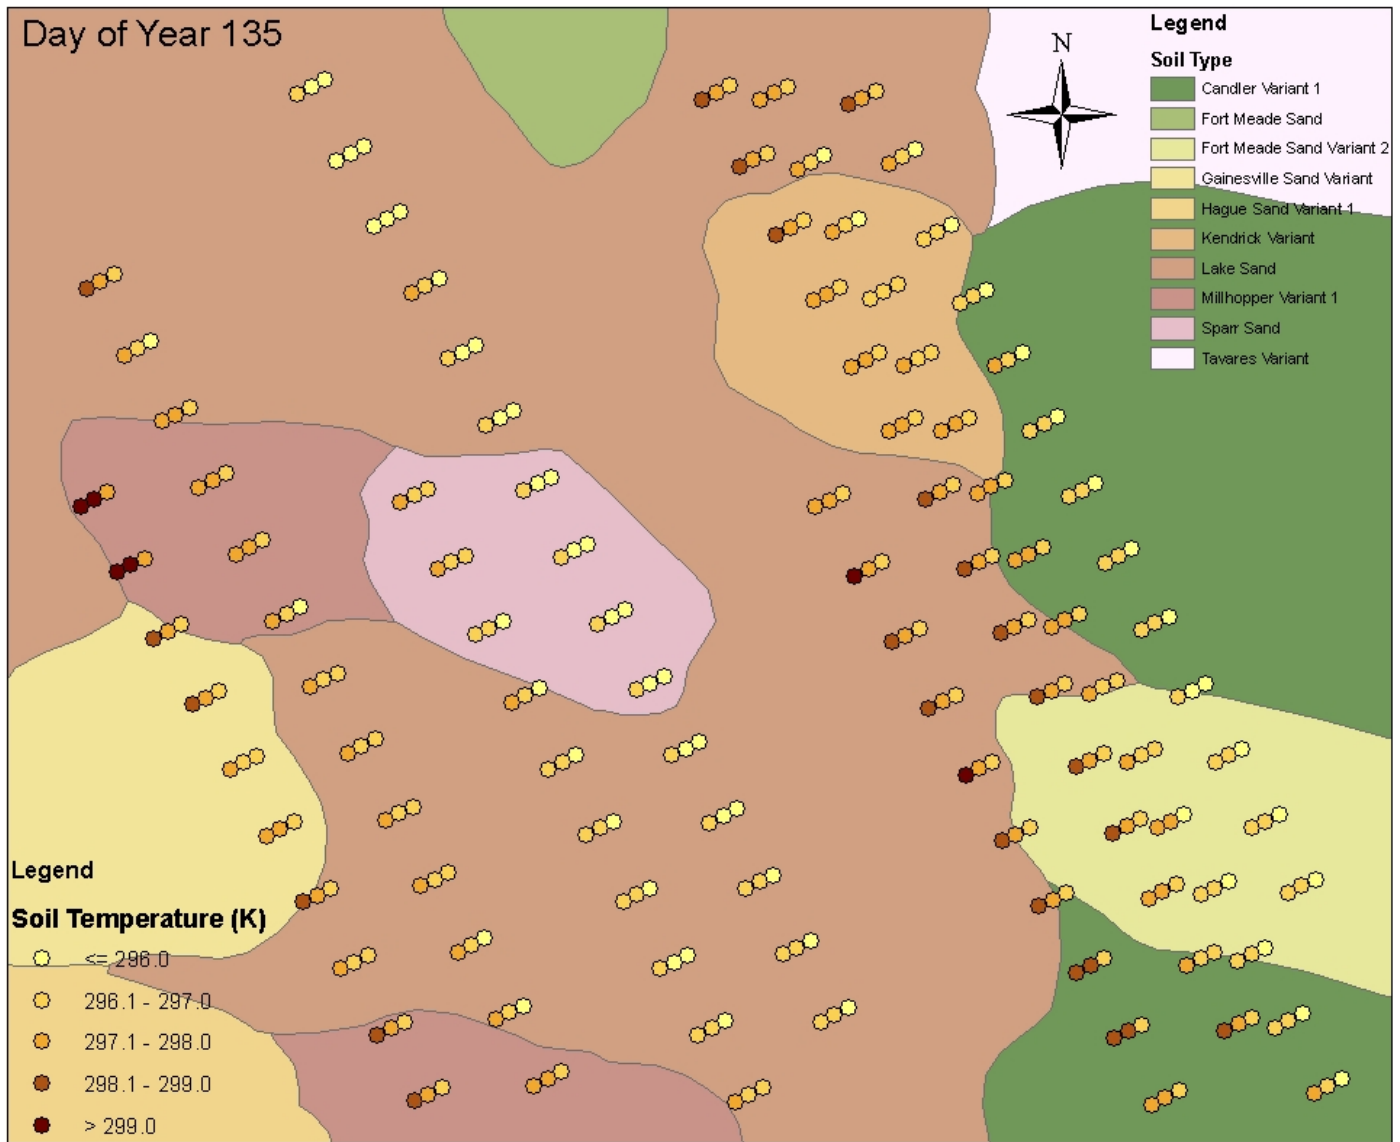 Day of Year 135
N
Legend
Soil Type
Candler Variant 1
Fort Meade Sand
Fort Meade Sand Variant 2
Gainesville Sand Variant
Hague Sand Variant 1
Kendrick Variant
Lake Sand
Millhopper Variant 1
Sparr Sand
Tavares Variant
Legend
Soil Temperature (K)
<= 296.0
296.1 - 297.0
297.1 - 298.0
298.1 - 299.0
> 299.0